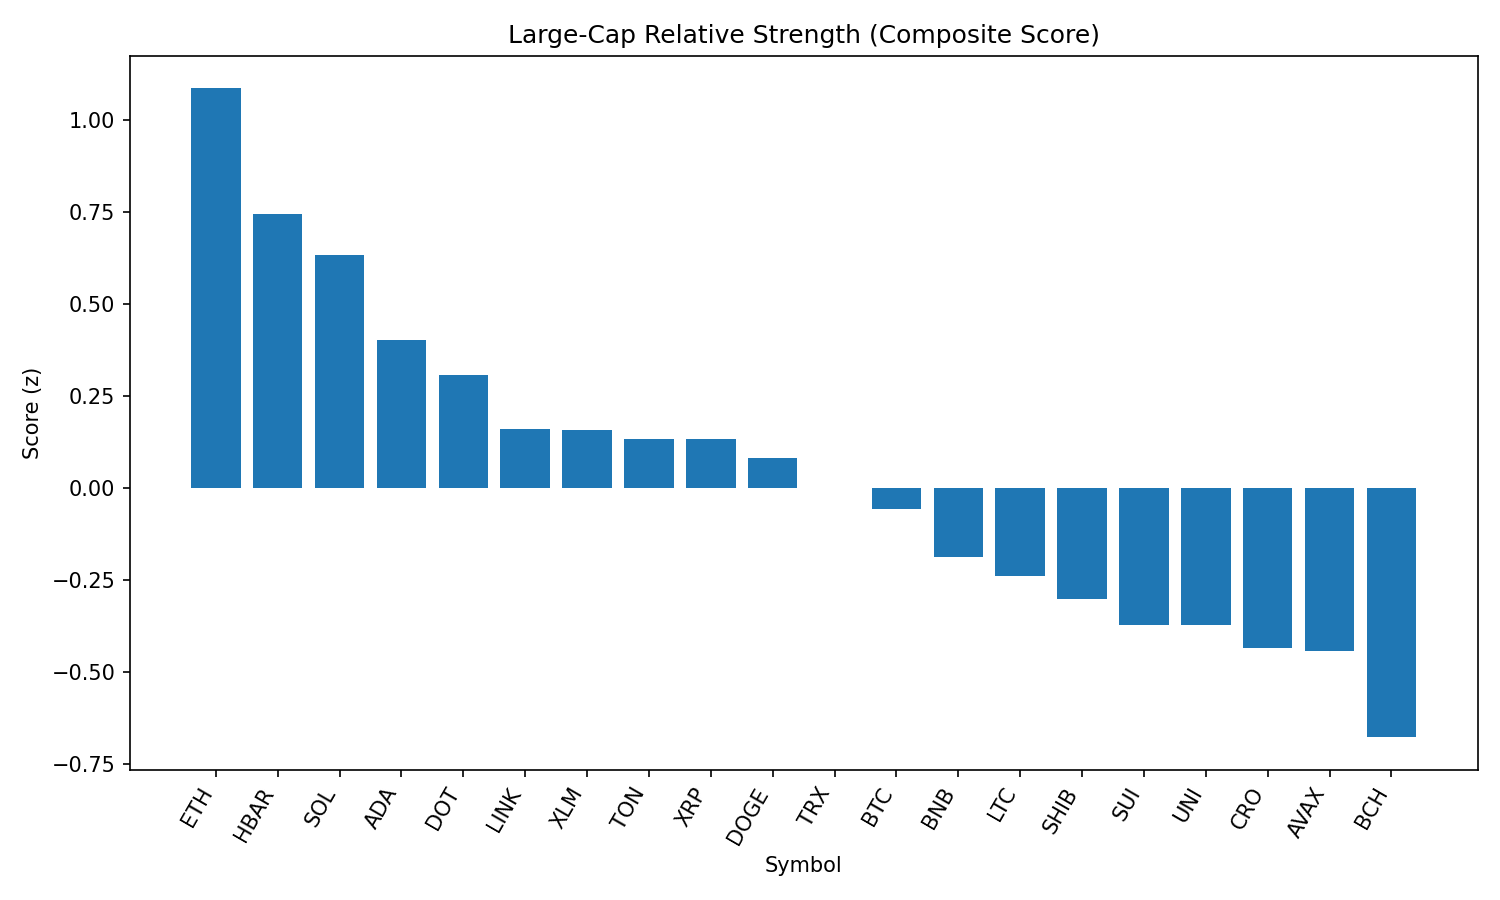 Large-Cap Relative Strength (Composite Score)
Score (z)
1.00
0.75
0.50
0.25
0.00
−0.25
−0.50
−0.75
ETH
HBAR
SOL
ADA
DOT
LINK
XLM
TON
XRP
DOGE
TRX
BTC
BNB
LTC
SHIB
SUI
UNI
CRO
AVAX
BCH
Symbol